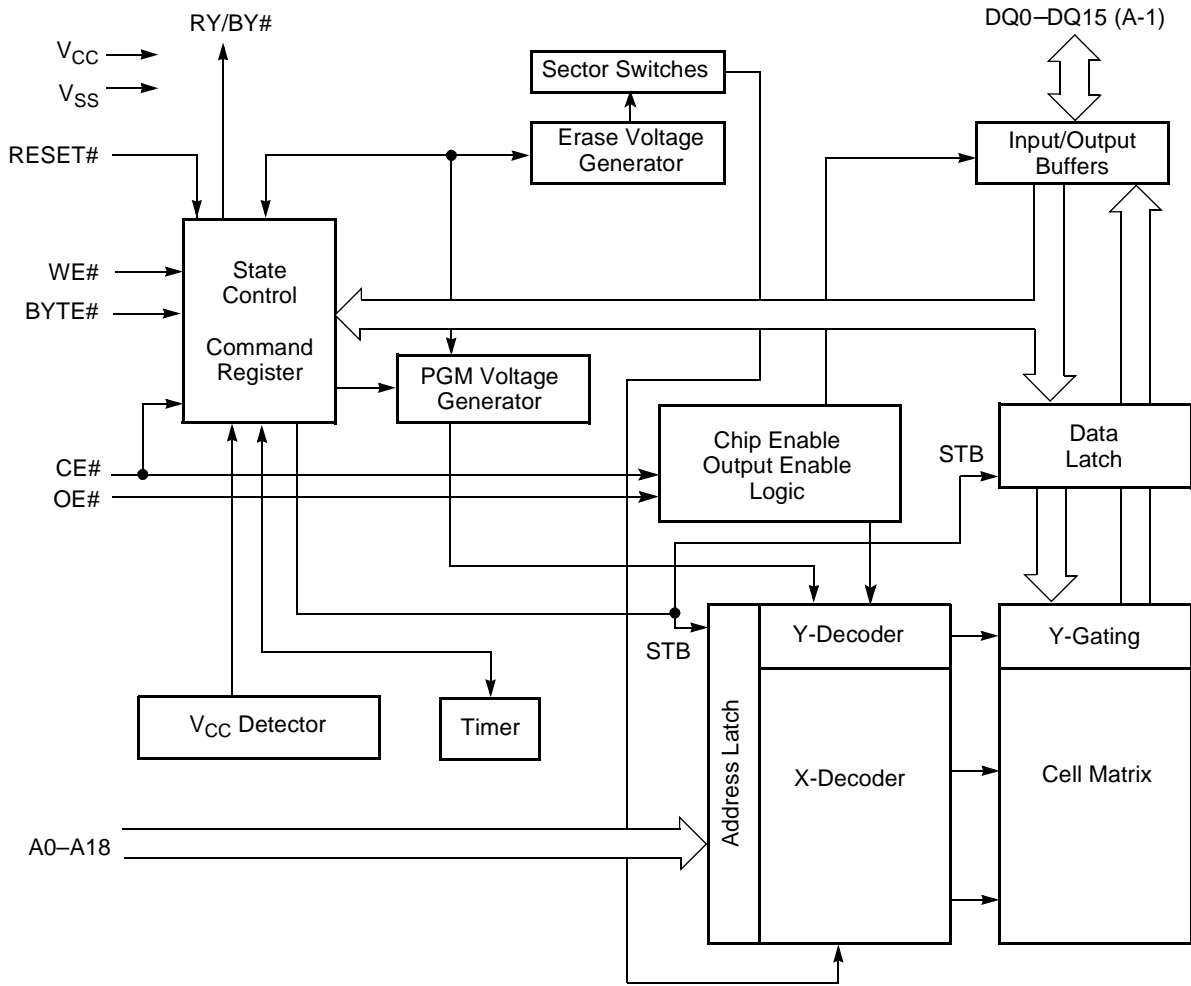 RY/BY#
DQ0–DQ15 (A-1)
VCC
VSS
Sector Switches
Erase Voltage
Generator
Input/Output
Buffers
RESET#
WE#
BYTE#
State
Control
Command
Register
PGM Voltage
Generator
Chip Enable
Output Enable
Logic
STB
Data
Latch
CE#
OE#
STB
Y-Decoder
Y-Gating
VCC Detector
Timer
Address Latch
X-Decoder
Cell Matrix
A0–A18